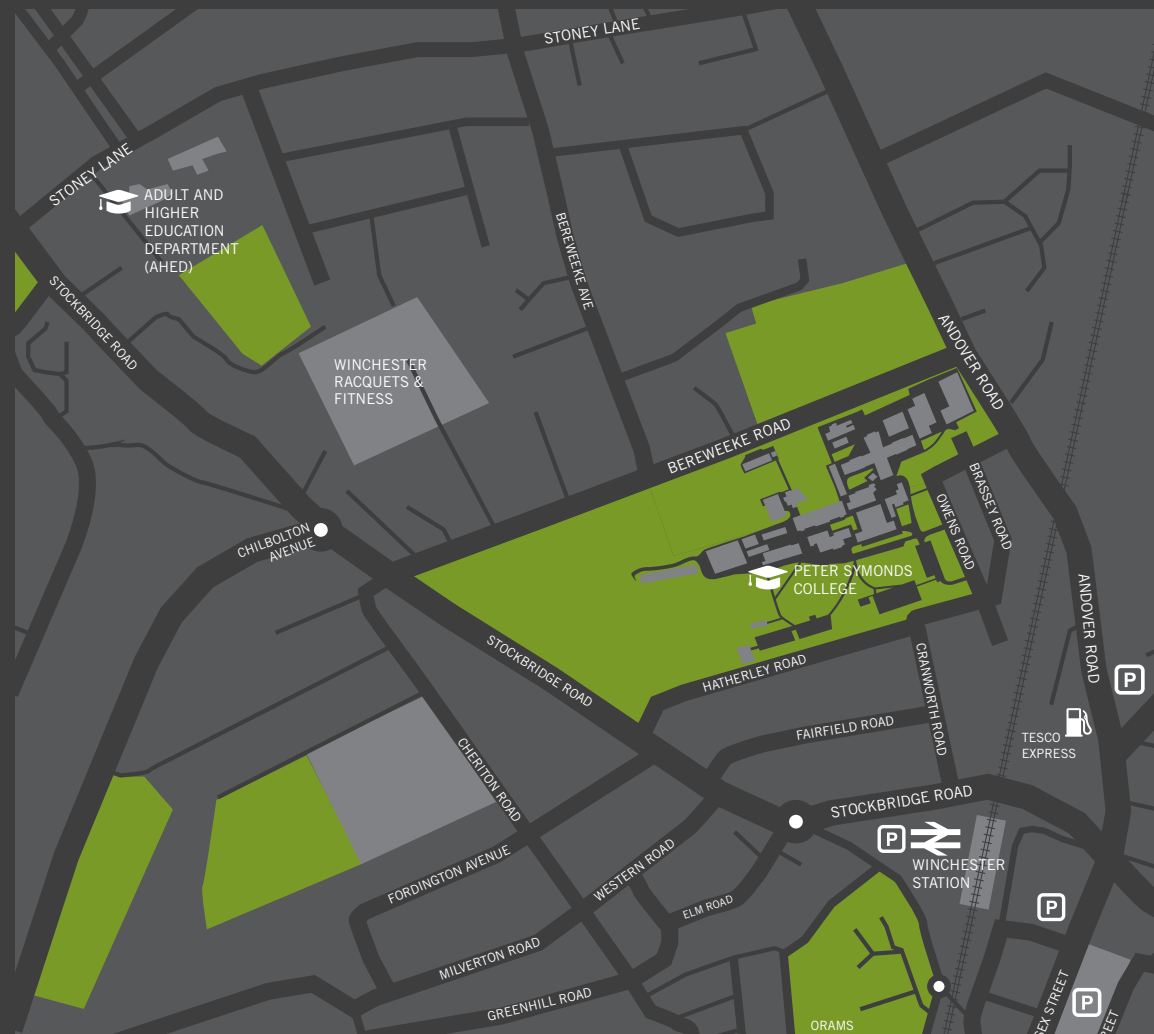 STONEY LANE
STONEY LANE
ADULT AND
HIGHER
EDUCATION
DEPARTMENT
(AHED)
BEREWEEKE AVE
STOCKBRIDGE ROAD
ANDOVER ROAD
WINCHESTER
RACQUETS &
FITNESS
BEREWEEKE ROAD
BRASSEY ROAD
OWENS ROAD
CHILBOLTON
AVENUE
PETER SYMONDS
COLLEGE
ANDOVER ROAD
STOCKBRIDGE ROAD
HATHERLEY ROAD
CRANWORTH ROAD
P
FAIRFIELD ROAD
TESCO
EXPRESS
CHERITON ROAD
STOCKBRIDGE ROAD
P
WINCHESTER
STATION
FORDINGTON AVENUE
WESTERN ROAD
ELM ROAD
P
MILVERTON ROAD
GREENHILL ROAD
P
SEX STREET
EET
ORAMS